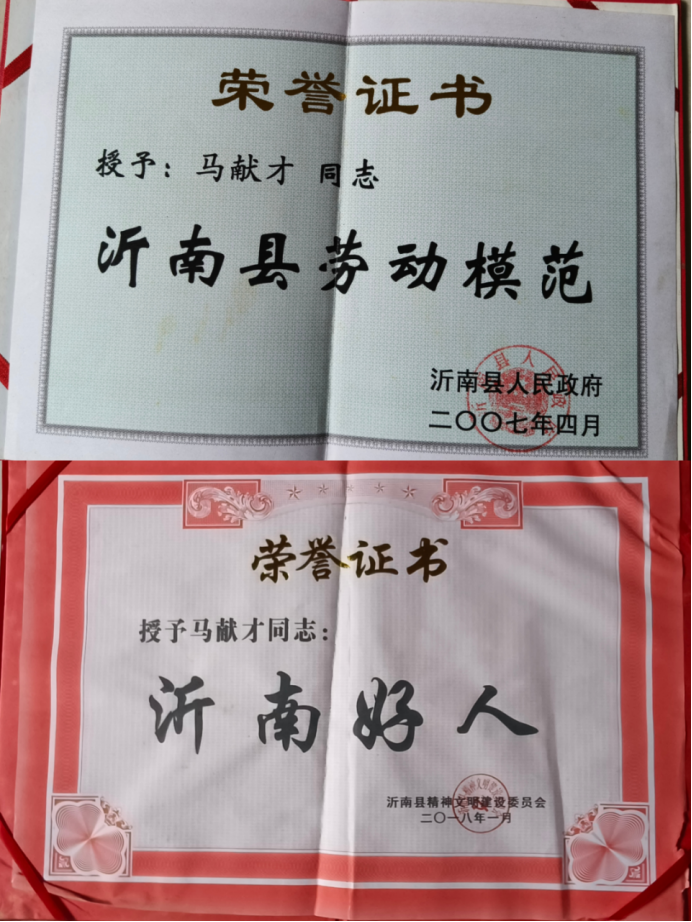 荣誉证书
授予：马献才 同志
沂南县劳动模范
沂南县人民政府
二〇〇七年四月
荣誉证书
授予马献才同志：
沂南好人
沂南县精神文明建设委员会
二〇一八年一月